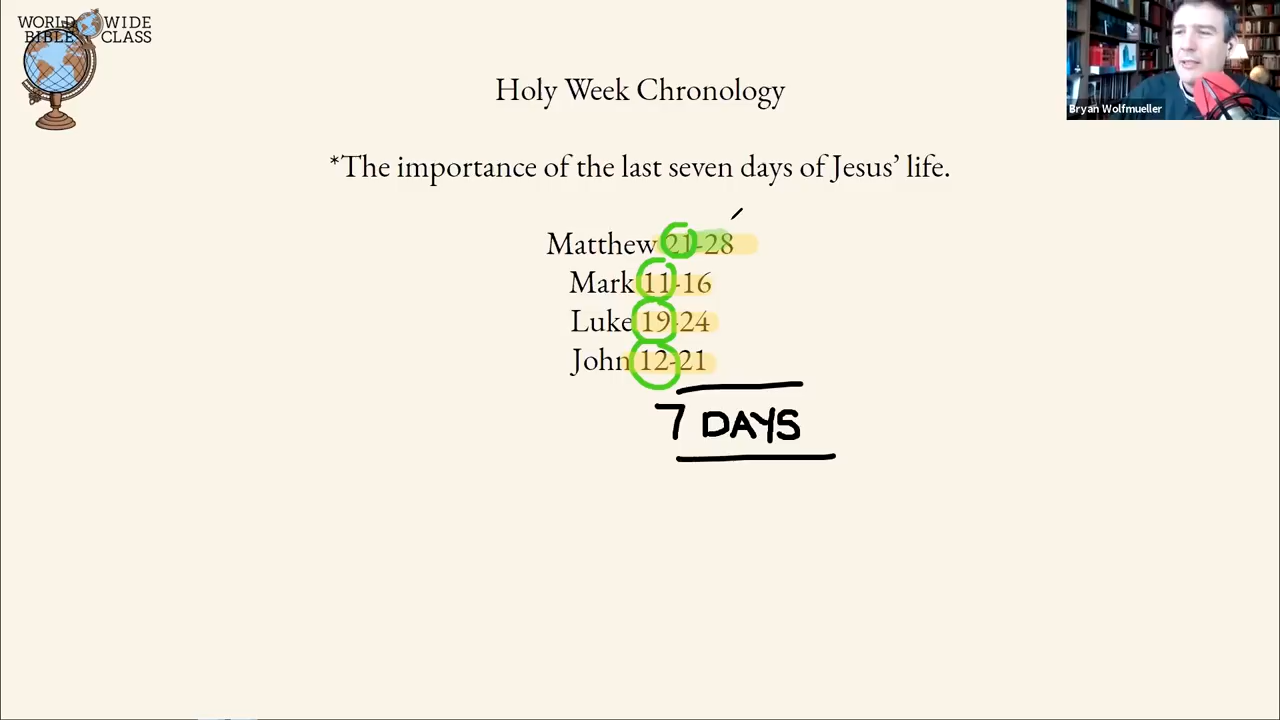 WORLD WIDE
BIBLE CLASS
Bryan Wolfmueller
Holy Week Chronology
*The importance of the last seven days of Jesus’ life.
Matthew 21-28
Mark 11-16
Luke 19-24
John 12-21
7 DAYS